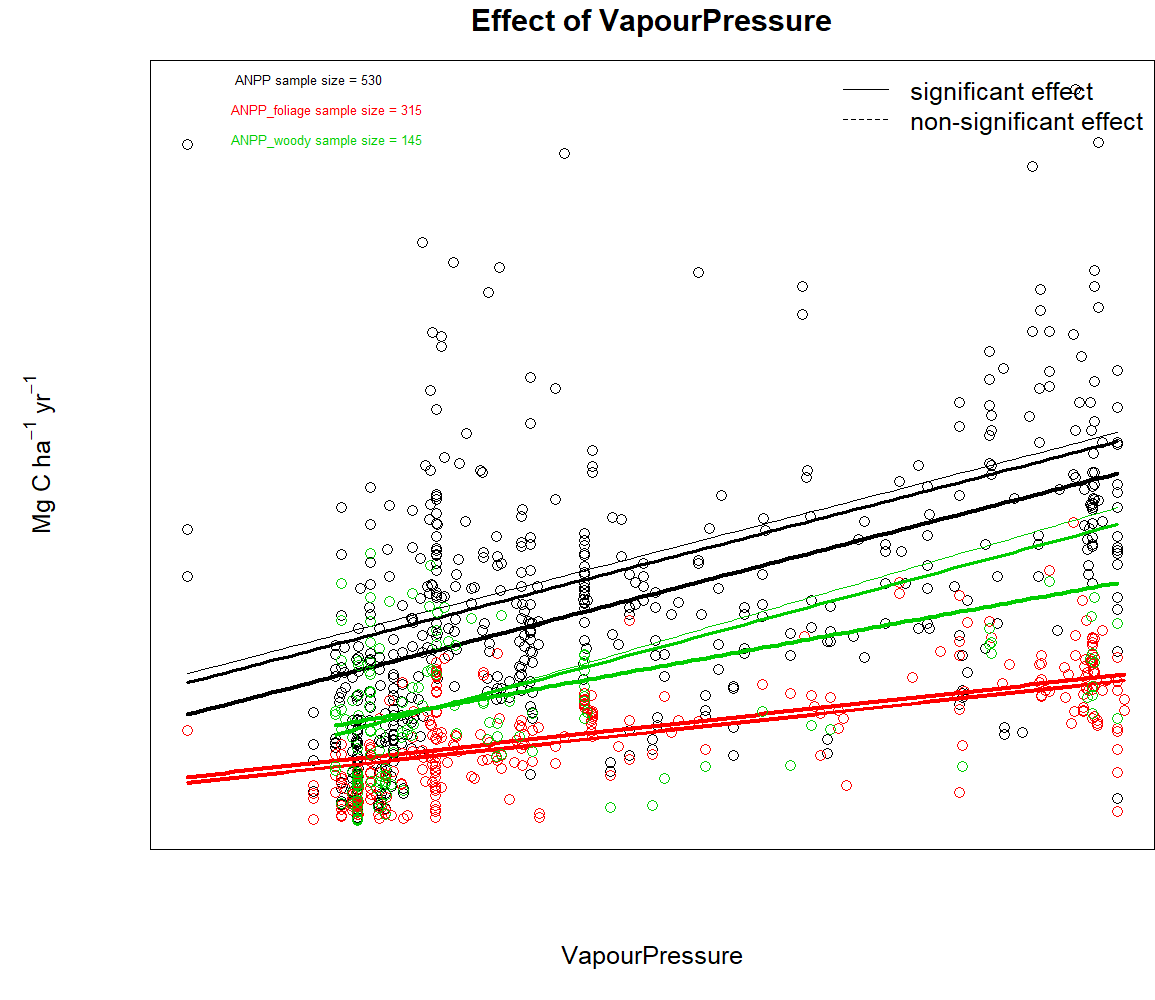 Effect of VapourPressure
ANPP sample size = 530
ANPP_foliage sample size = 315
ANPP_woody sample size = 145
significant effect
non-significant effect
Mg C ha⁻¹ yr⁻¹
VapourPressure